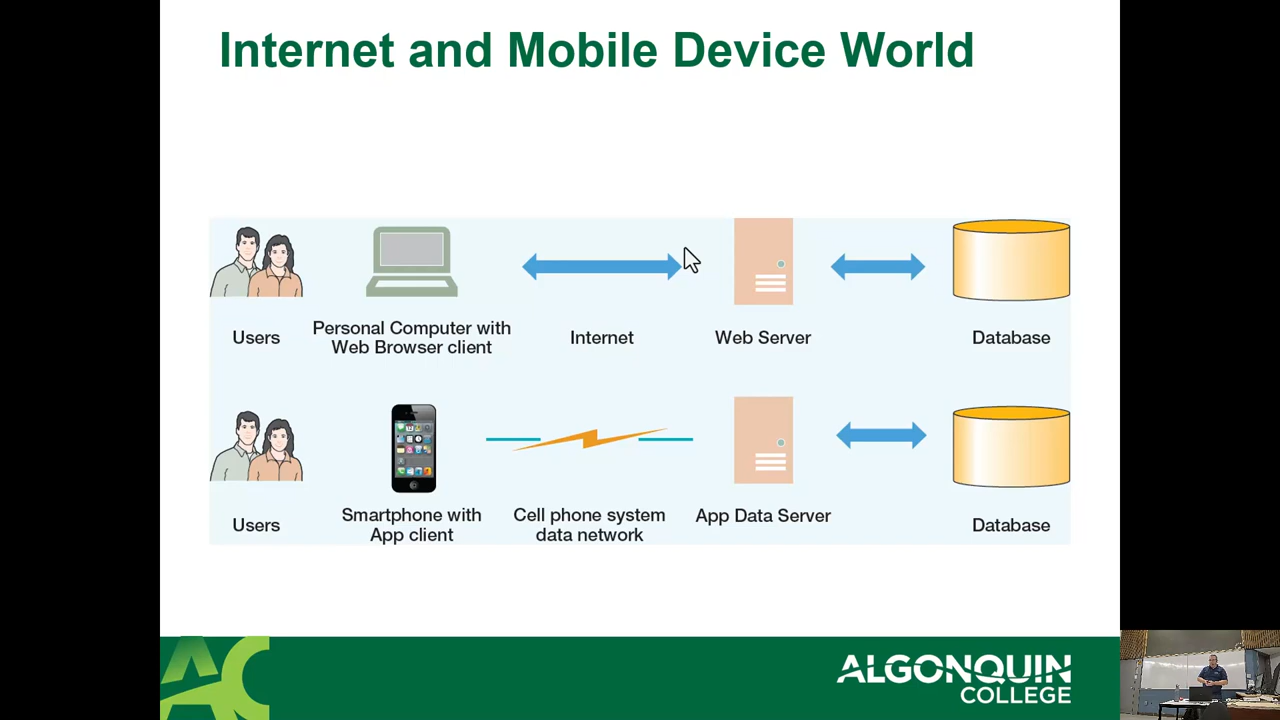 Internet and Mobile Device World
Users
Personal Computer with
Web Browser client
Internet
Web Server
Database
Users
Smartphone with
App client
Cell phone system
data network
App Data Server
Database
AC
ALGONQUIN
COLLEGE